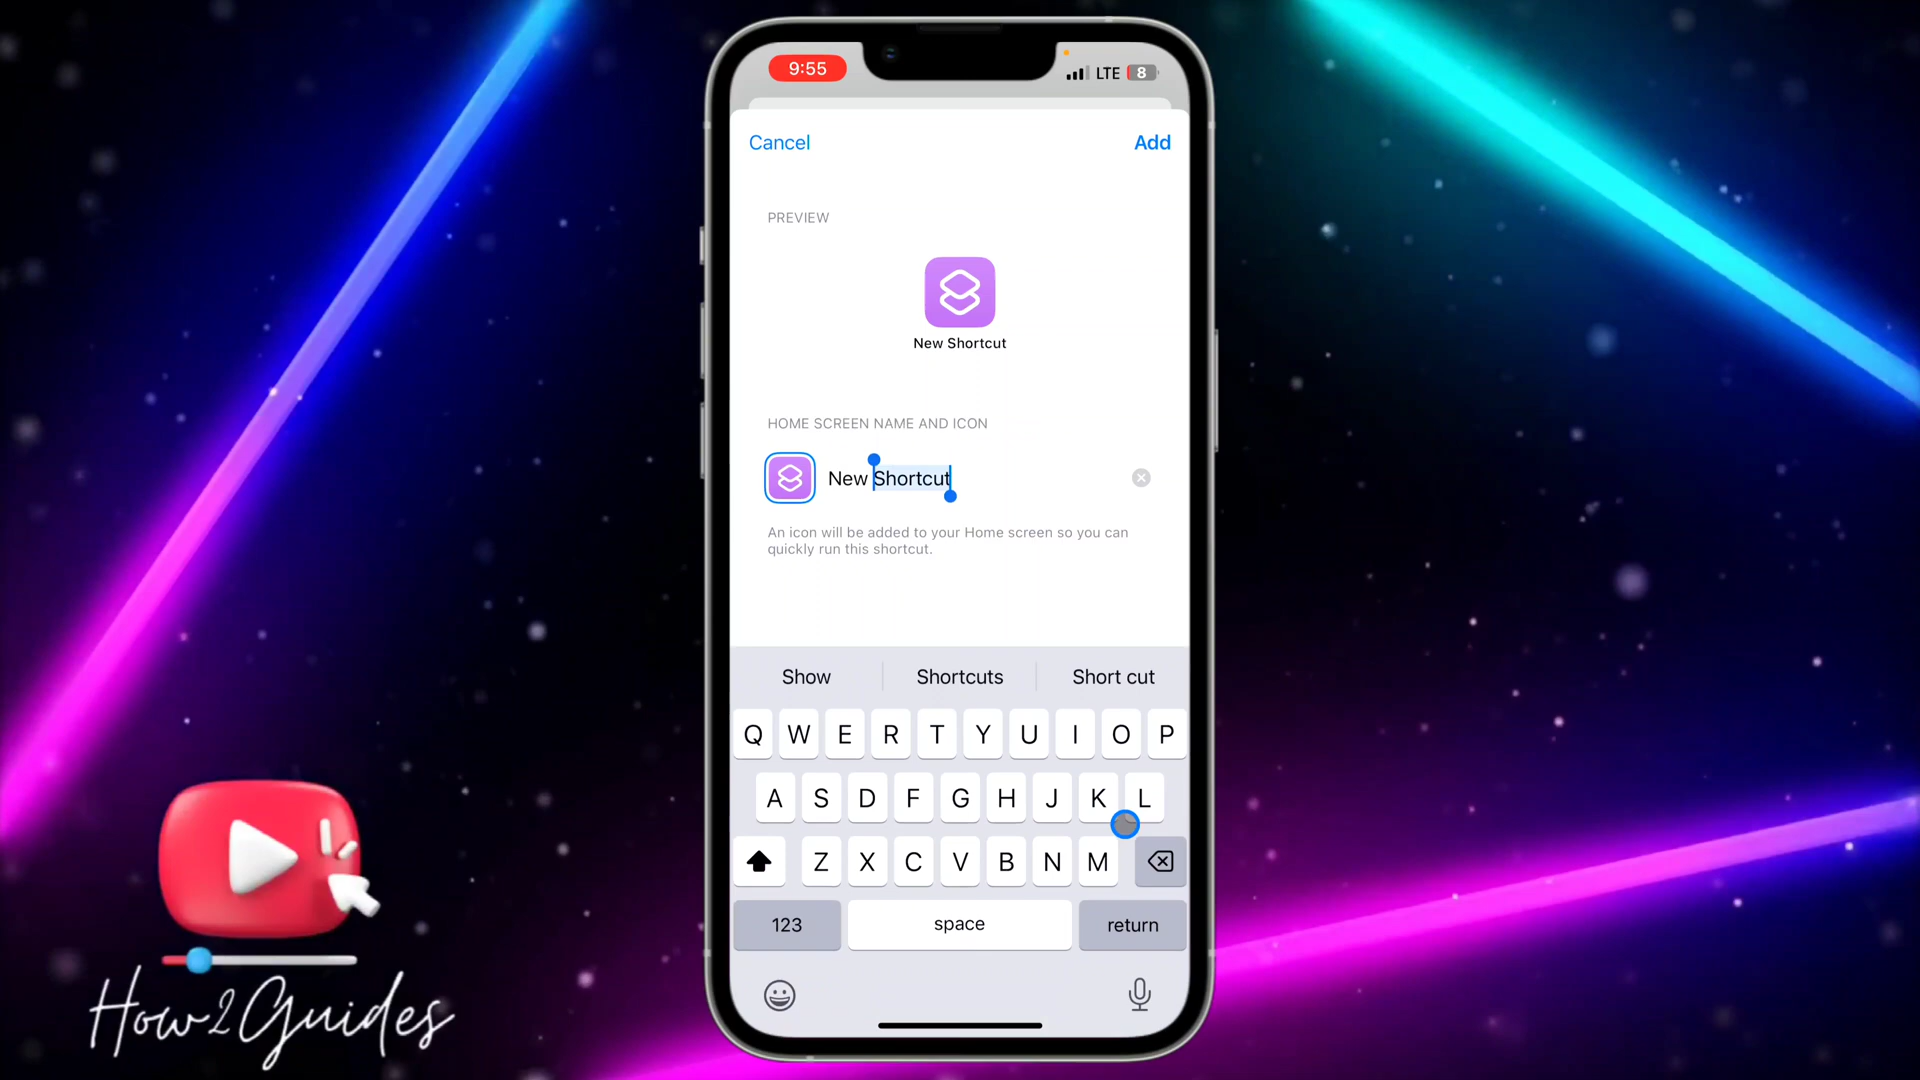 9:55
LTE 8
Cancel
Add
PREVIEW
New Shortcut
HOME SCREEN NAME AND ICON
New Shortcut
An icon will be added to your Home screen so you can
quickly run this shortcut.
Show
Shortcuts
Short cut
Q W E R T Y U I O P
A S D F G H J K L
Z X C V B N M
123
space
return
How2Guides